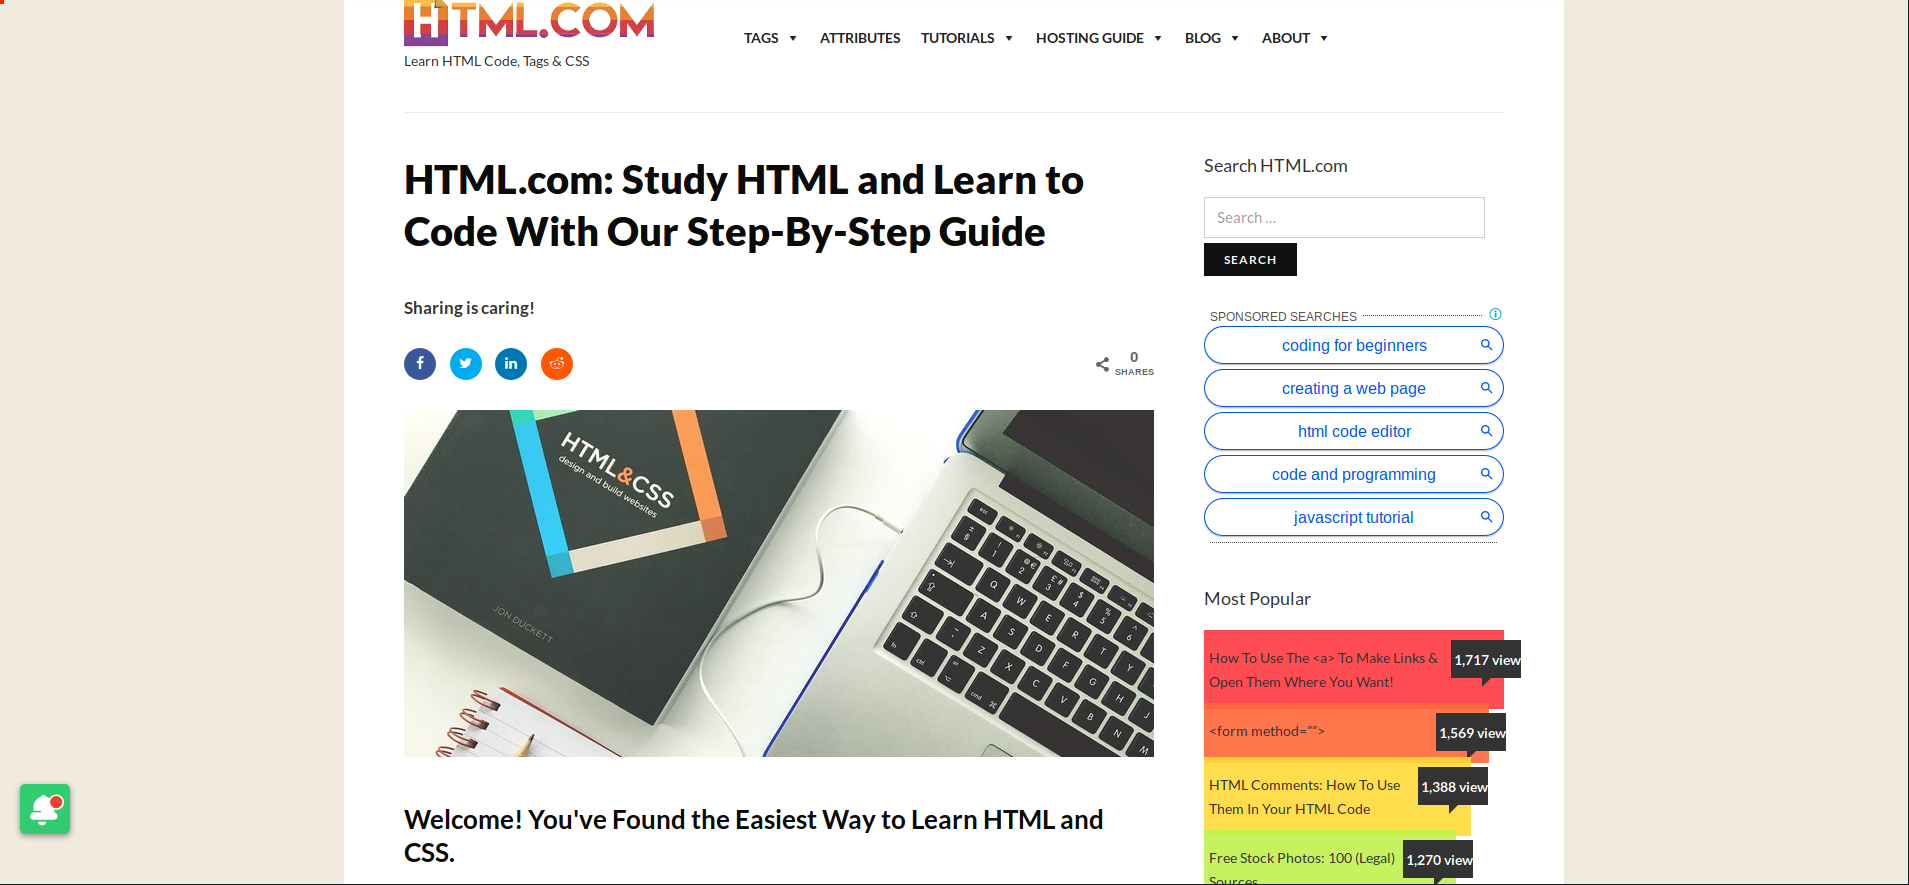 HTML.COM
Learn HTML Code, Tags & CSS
TAGS ATTRIBUTES TUTORIALS HOSTING GUIDE BLOG ABOUT
HTML.com: Study HTML and Learn to
Code With Our Step-By-Step Guide
Sharing is caring!
0
SHARES
HTML&CSS
design and build websites
JON DUCKETT
esc
Q W E R T Y
A S D F G H J
Z X C V B N M
fn ctrl cmd
Welcome! You've Found the Easiest Way to Learn HTML and
CSS.
Search HTML.com
Search …
SEARCH
SPONSORED SEARCHES
coding for beginners
creating a web page
html code editor
code and programming
javascript tutorial
Most Popular
How To Use The <a> To Make Links &
Open Them Where You Want!
1,717 view
<form method="">
1,569 view
HTML Comments: How To Use
Them In Your HTML Code
1,388 view
Free Stock Photos: 100 (Legal)
Sources
1,270 view